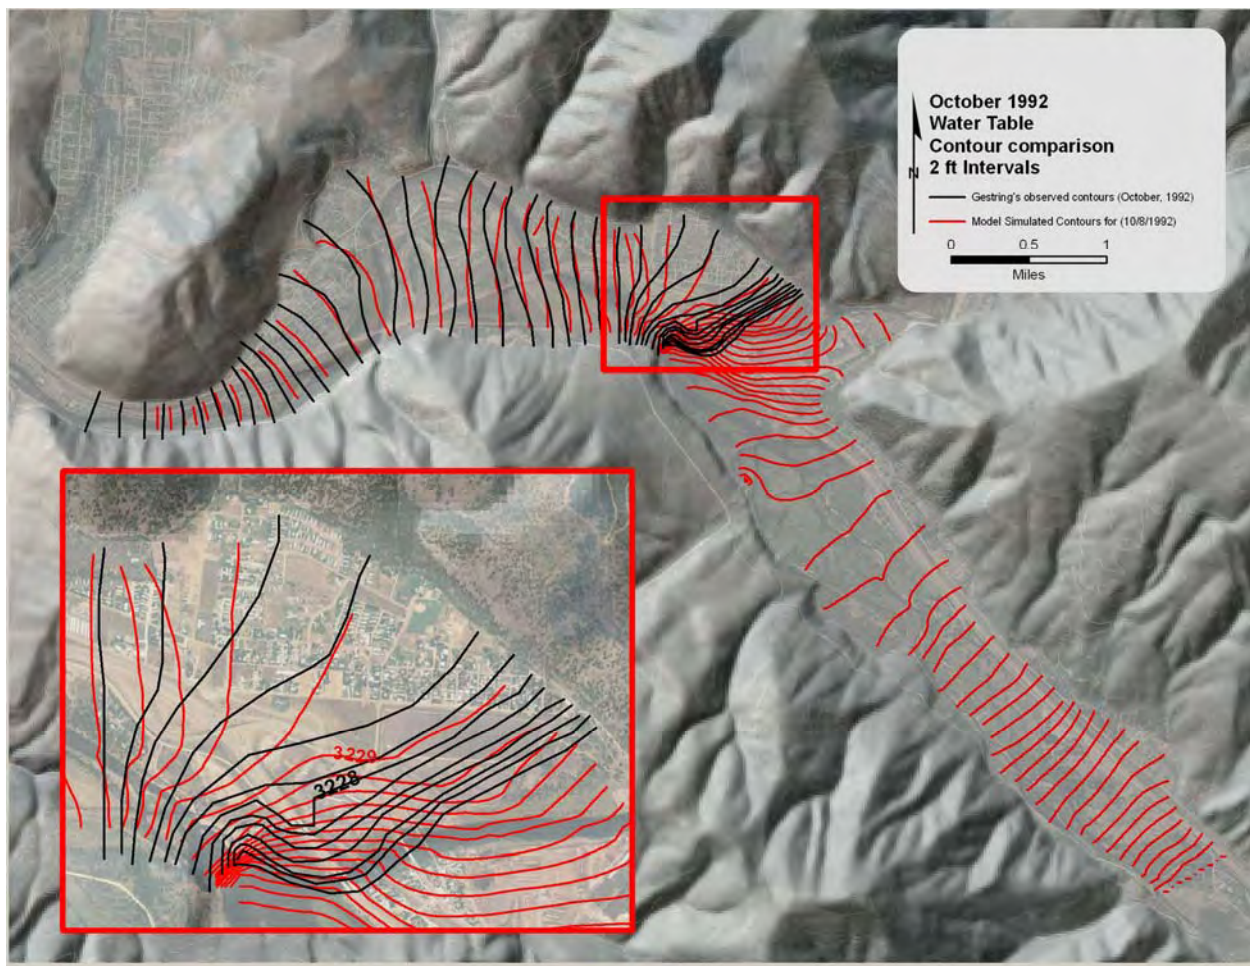 October 1992
Water Table
Contour comparison
2 ft Intervals
N
Gestring's observed contours (October, 1992)
Model Simulated Contours for (10/8/1992)
0 0.5 1
Miles
3229
3228